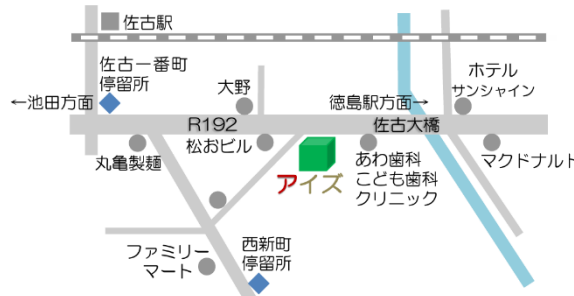 佐古駅
佐古一番町
停留所
←池田方面
大野
徳島駅方面→
ホテル
サンシャイン
R192
佐古大橋
丸亀製麺
松おビル
アイズ
あわ歯科
こども歯科
クリニック
マクドナルド
ファミリー
マート
西新町
停留所